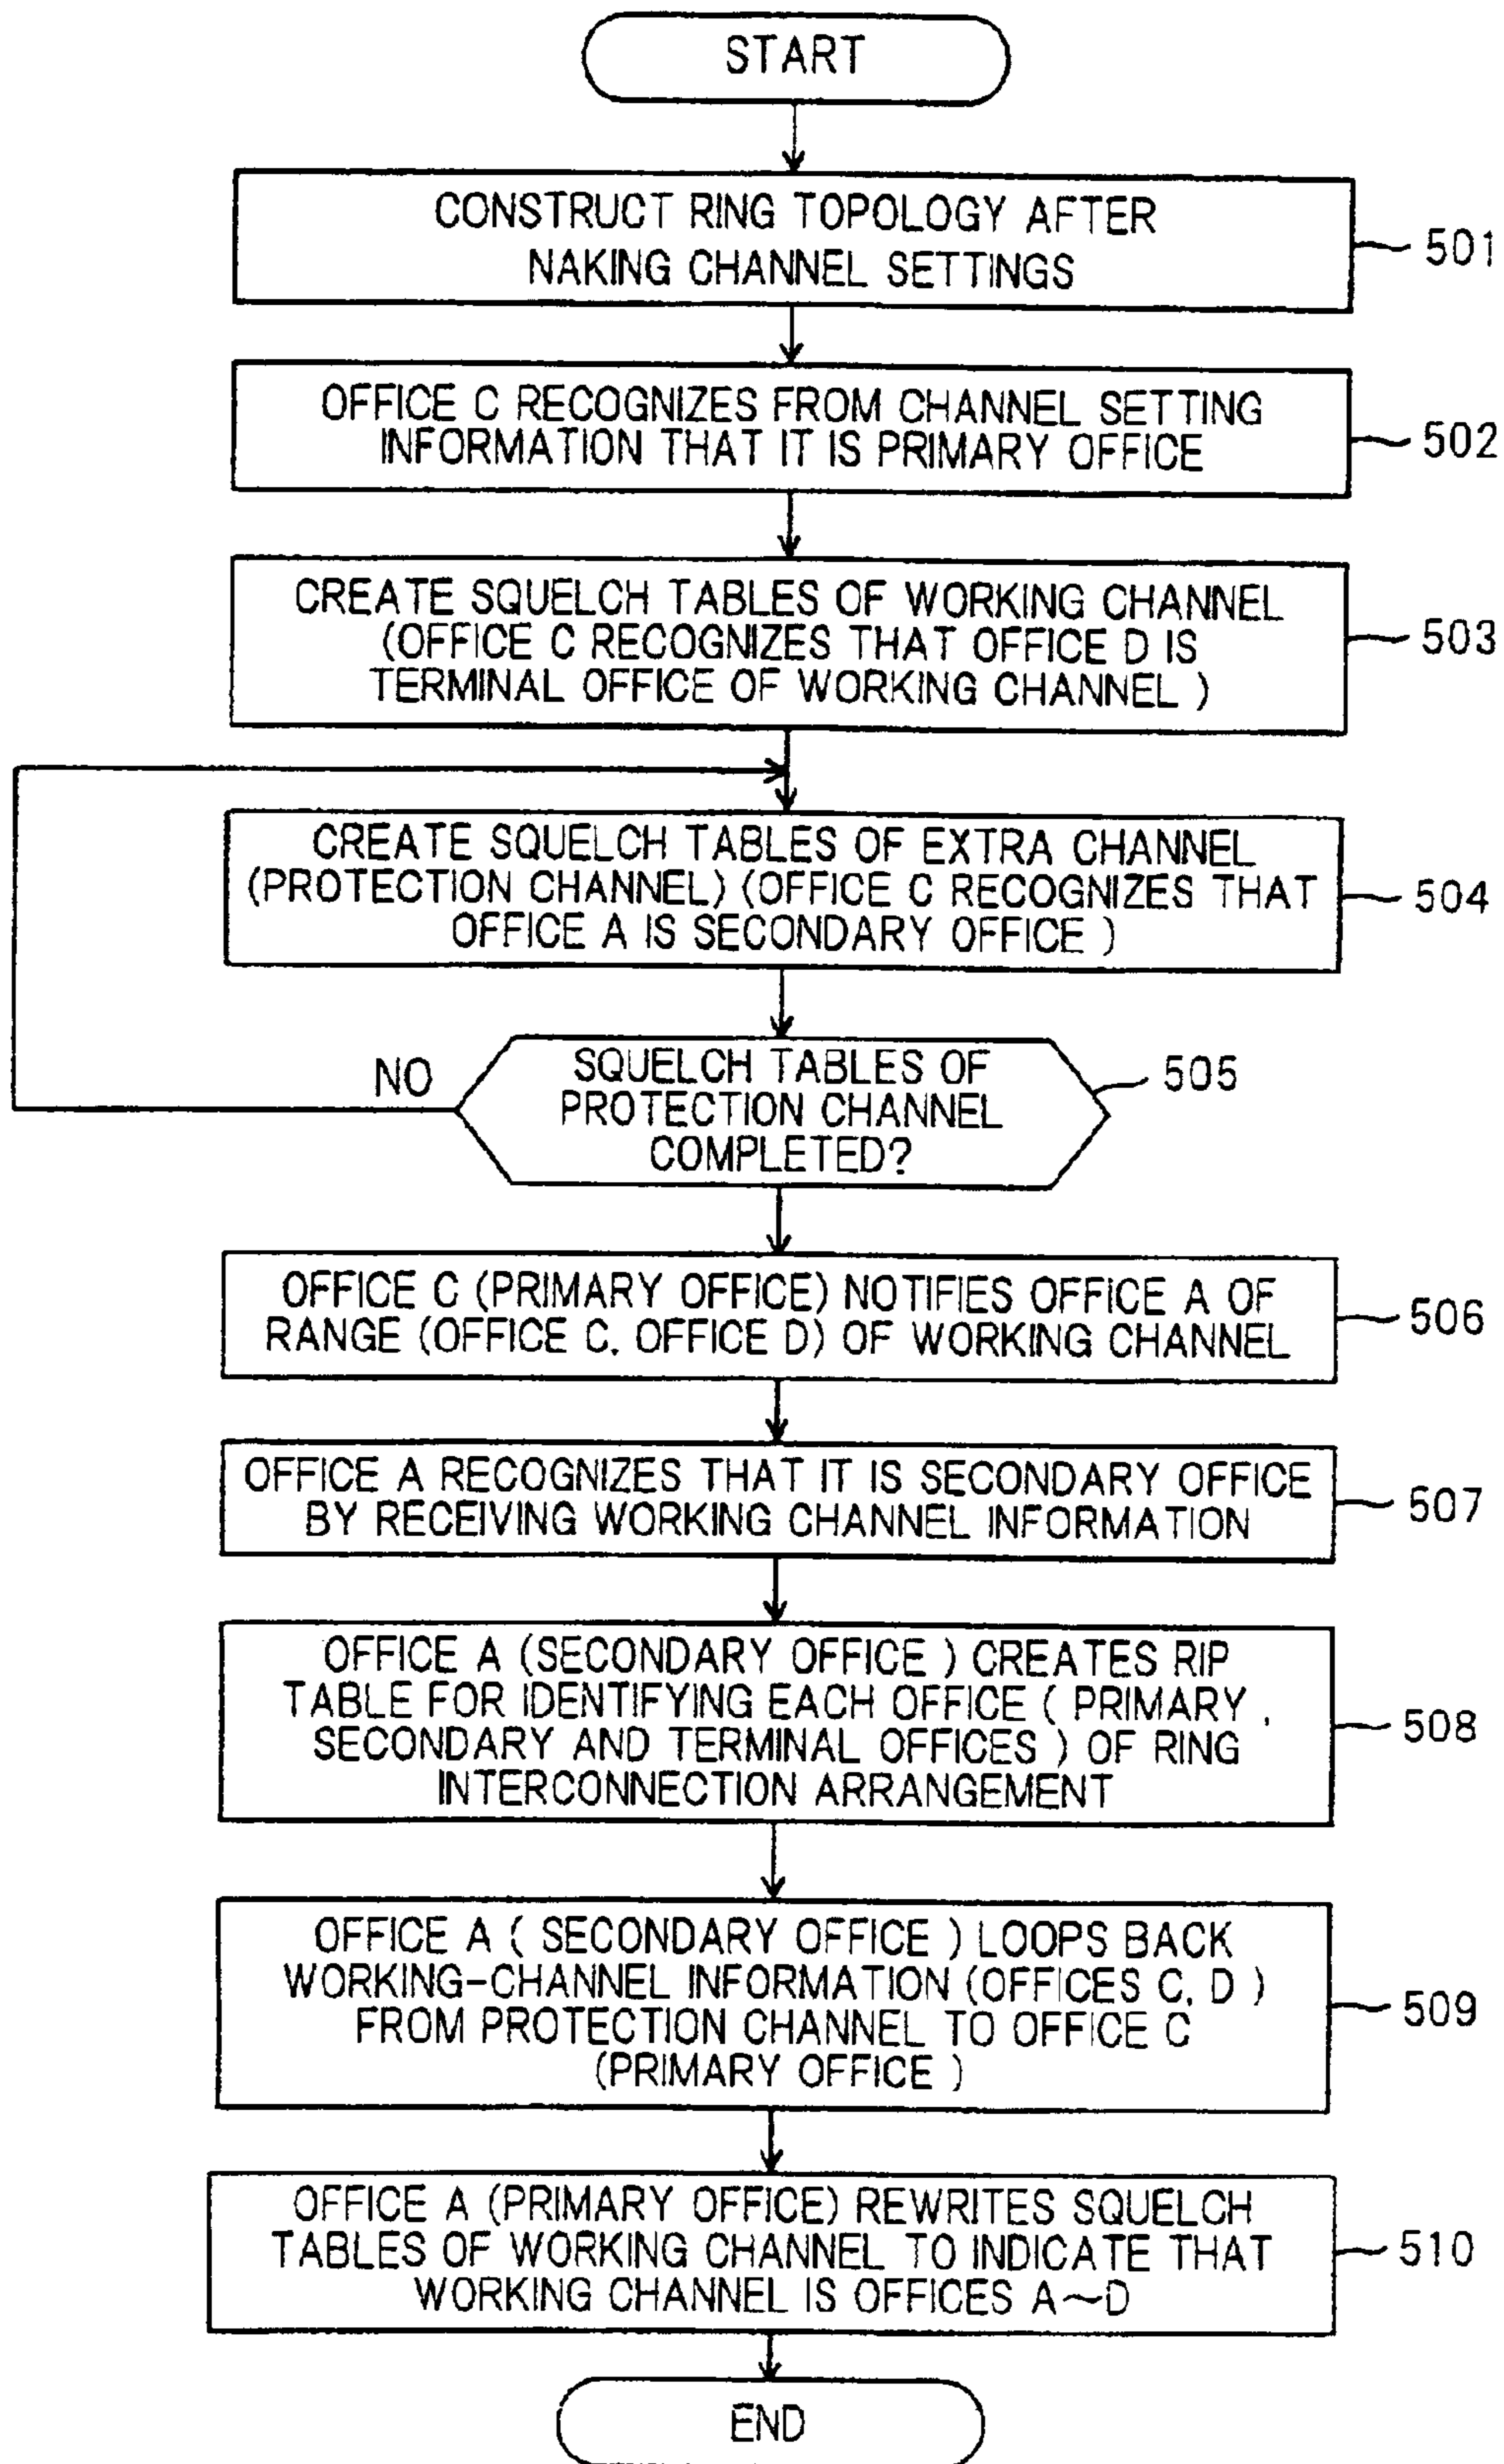 START
CONSTRUCT RING TOPOLOGY AFTER
NAKING CHANNEL SETTINGS
501
OFFICE C RECOGNIZES FROM CHANNEL SETTING
INFORMATION THAT IT IS PRIMARY OFFICE
502
CREATE SQUELCH TABLES OF WORKING CHANNEL
(OFFICE C RECOGNIZES THAT OFFICE D IS
TERMINAL OFFICE OF WORKING CHANNEL )
503
CREATE SQUELCH TABLES OF EXTRA CHANNEL
(PROTECTION CHANNEL) (OFFICE C RECOGNIZES THAT
OFFICE A IS SECONDARY OFFICE )
504
NO
SQUELCH TABLES OF
PROTECTION CHANNEL
COMPLETED?
505
OFFICE C (PRIMARY OFFICE) NOTIFIES OFFICE A OF
RANGE (OFFICE C, OFFICE D) OF WORKING CHANNEL
506
OFFICE A RECOGNIZES THAT IT IS SECONDARY OFFICE
BY RECEIVING WORKING CHANNEL INFORMATION
507
OFFICE A (SECONDARY OFFICE ) CREATES RIP
TABLE FOR IDENTIFYING EACH OFFICE ( PRIMARY ,
SECONDARY AND TERMINAL OFFICES ) OF RING
INTERCONNECTION ARRANGEMENT
508
OFFICE A ( SECONDARY OFFICE ) LOOPS BACK
WORKING-CHANNEL INFORMATION (OFFICES C, D )
FROM PROTECTION CHANNEL TO OFFICE C
(PRIMARY OFFICE )
509
OFFICE A (PRIMARY OFFICE) REWRITES SQUELCH
TABLES OF WORKING CHANNEL TO INDICATE THAT
WORKING CHANNEL IS OFFICES A~D
510
END